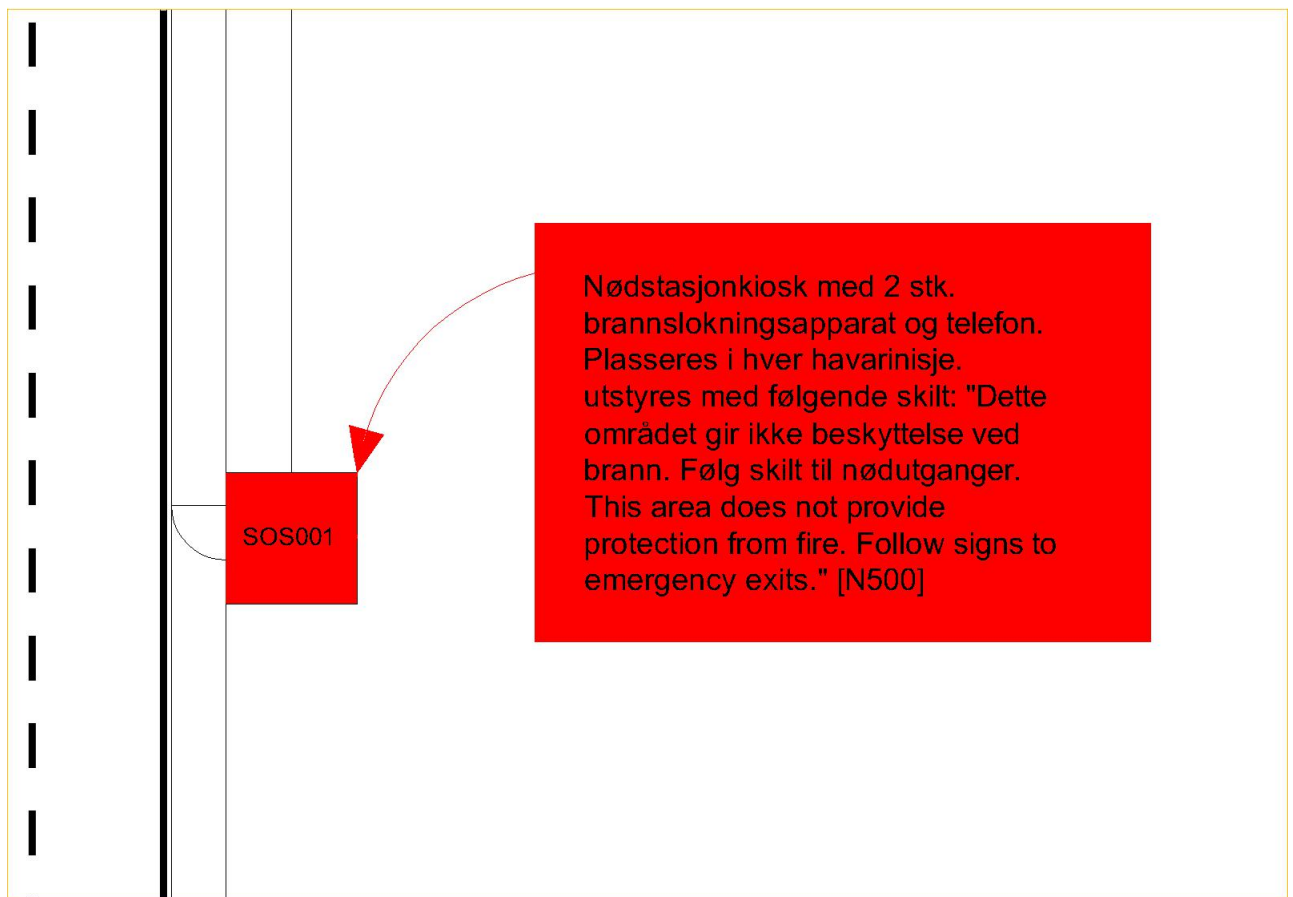 Nødstasjonkiosk med 2 stk.
brannslokningsapparat og telefon.
Plasseres i hver havarinisje.
utstyres med følgende skilt: "Dette
området gir ikke beskyttelse ved
brann. Følg skilt til nødutganger.
This area does not provide
protection from fire. Follow signs to
emergency exits." [N500]
SOS001